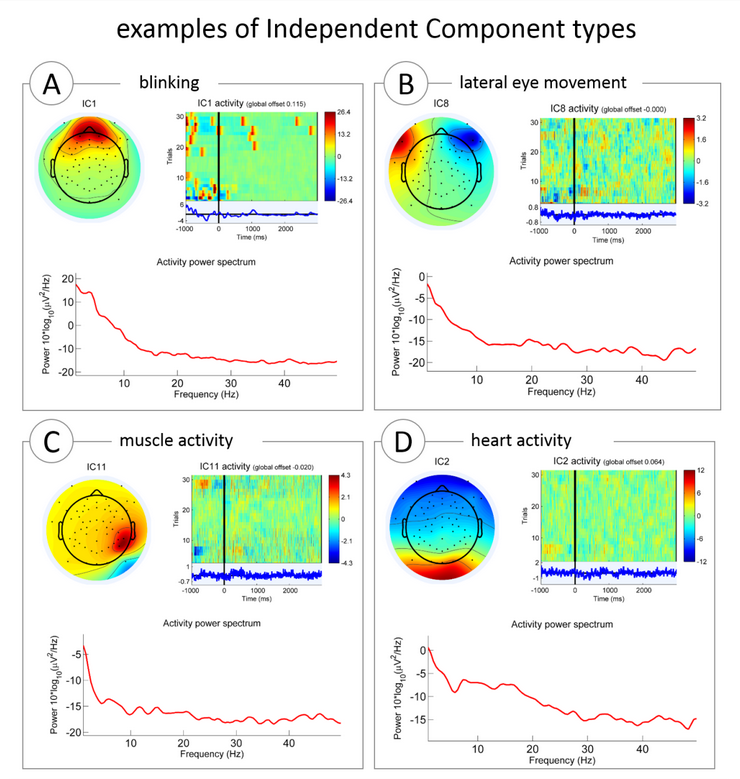 examples of Independent Component types
A
blinking
IC1
IC1 activity (global offset 0.115)
Trials
30
20
10
26.4
13.2
0
-13.2
-26.4
6
-4
-1000 0 1000 2000
Time (ms)
Activity power spectrum
Power 10*log10(μV2/Hz)
20
10
0
-10
-20
10 20 30 40
Frequency (Hz)
B
lateral eye movement
IC8
IC8 activity (global offset -0.000)
Trials
30
20
10
3.2
1.6
0
-1.6
-3.2
0.8
-0.8
-1000 0 1000 2000
Time (ms)
Activity power spectrum
Power 10*log10(μV2/Hz)
0
-5
-10
-15
-20
10 20 30 40
Frequency (Hz)
C
muscle activity
IC11
IC11 activity (global offset -0.020)
Trials
30
20
10
4.3
2.1
0
-2.1
-4.3
1
-0.7
-1000 0 1000 2000
Time (ms)
Activity power spectrum
Power 10*log10(μV2/Hz)
-5
-10
-15
-20
10 20 30 40
Frequency (Hz)
D
heart activity
IC2
IC2 activity (global offset 0.064)
Trials
30
20
10
12
6
0
-6
-12
2
-1
-1000 0 1000 2000
Time (ms)
Activity power spectrum
Power 10*log10(μV2/Hz)
0
-5
-10
-15
10 20 30 40
Frequency (Hz)